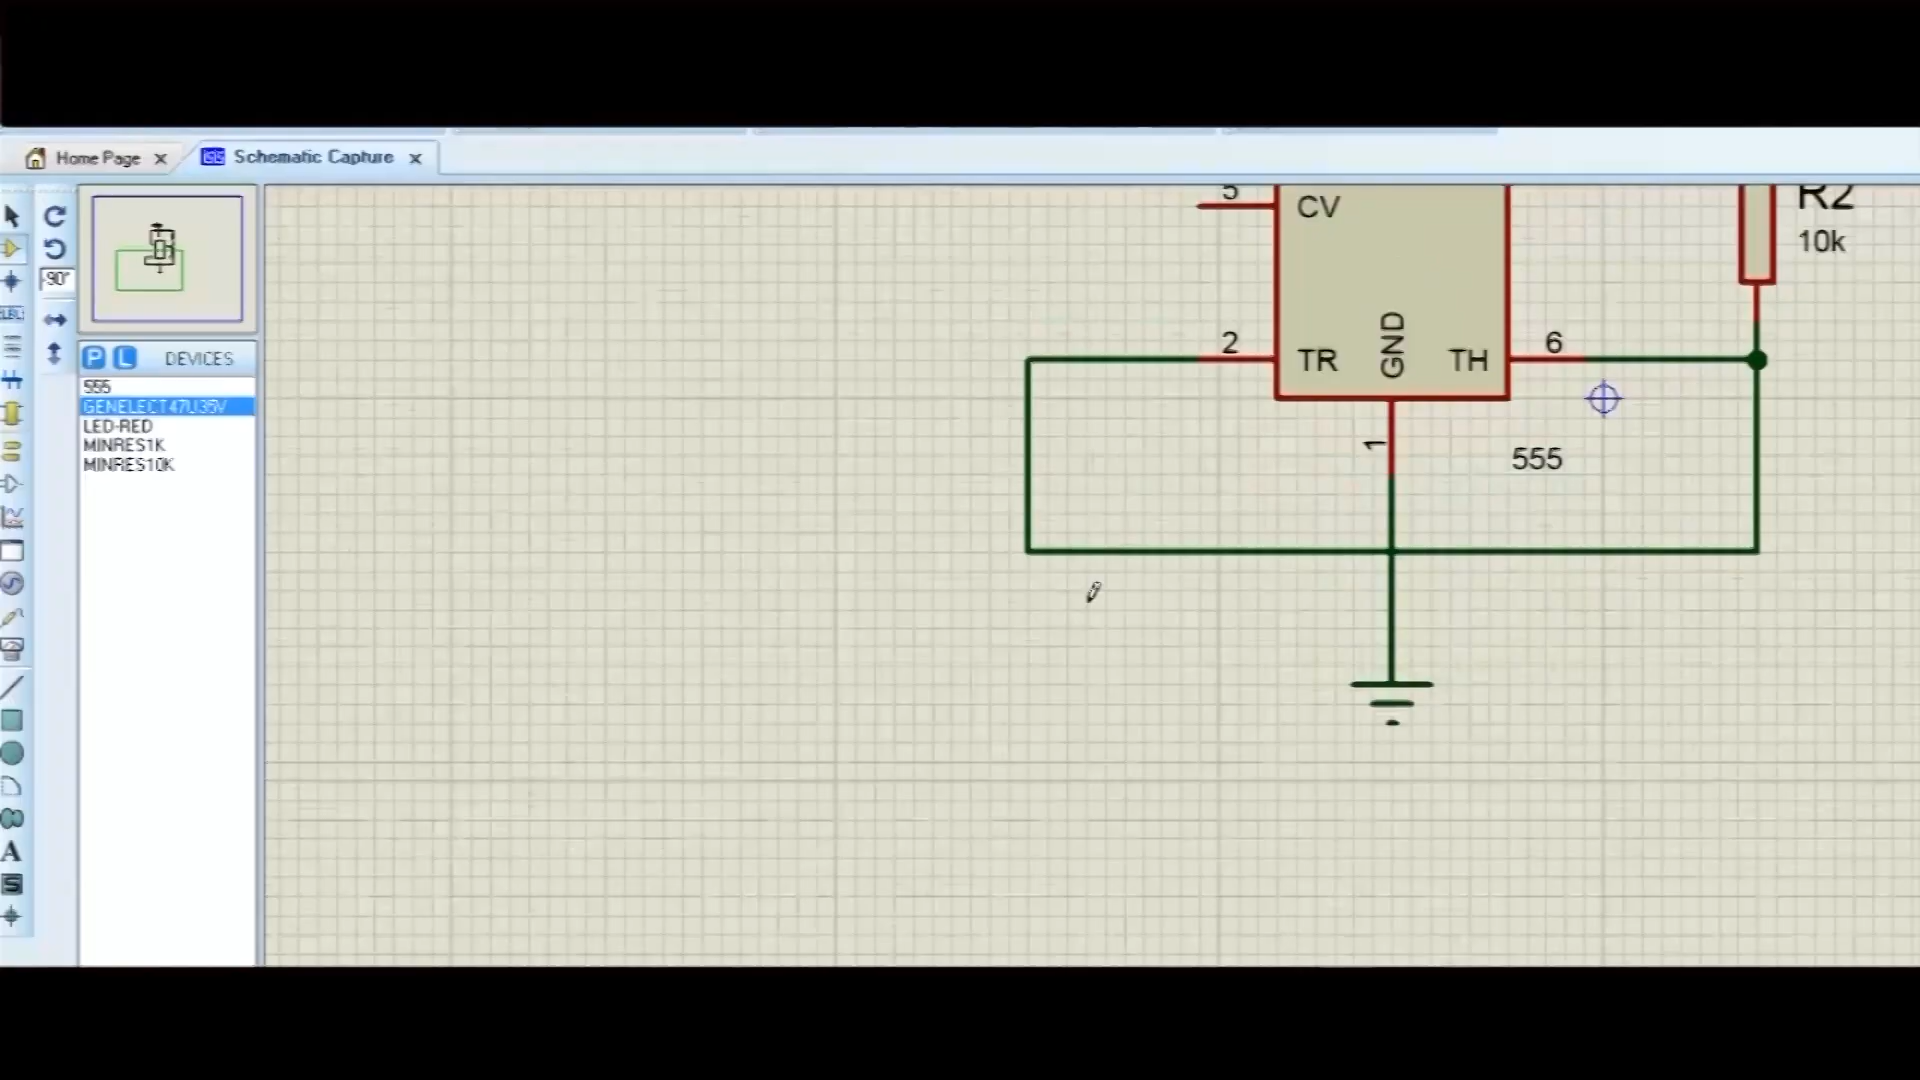 Home Page
Schematic Capture
-90°
LBL
P L DEVICES
555
GENELECT47U35V
LED-RED
MINRES1K
MINRES10K
A
S
5
CV
R2
10k
2
TR
GND
TH
6
1
555